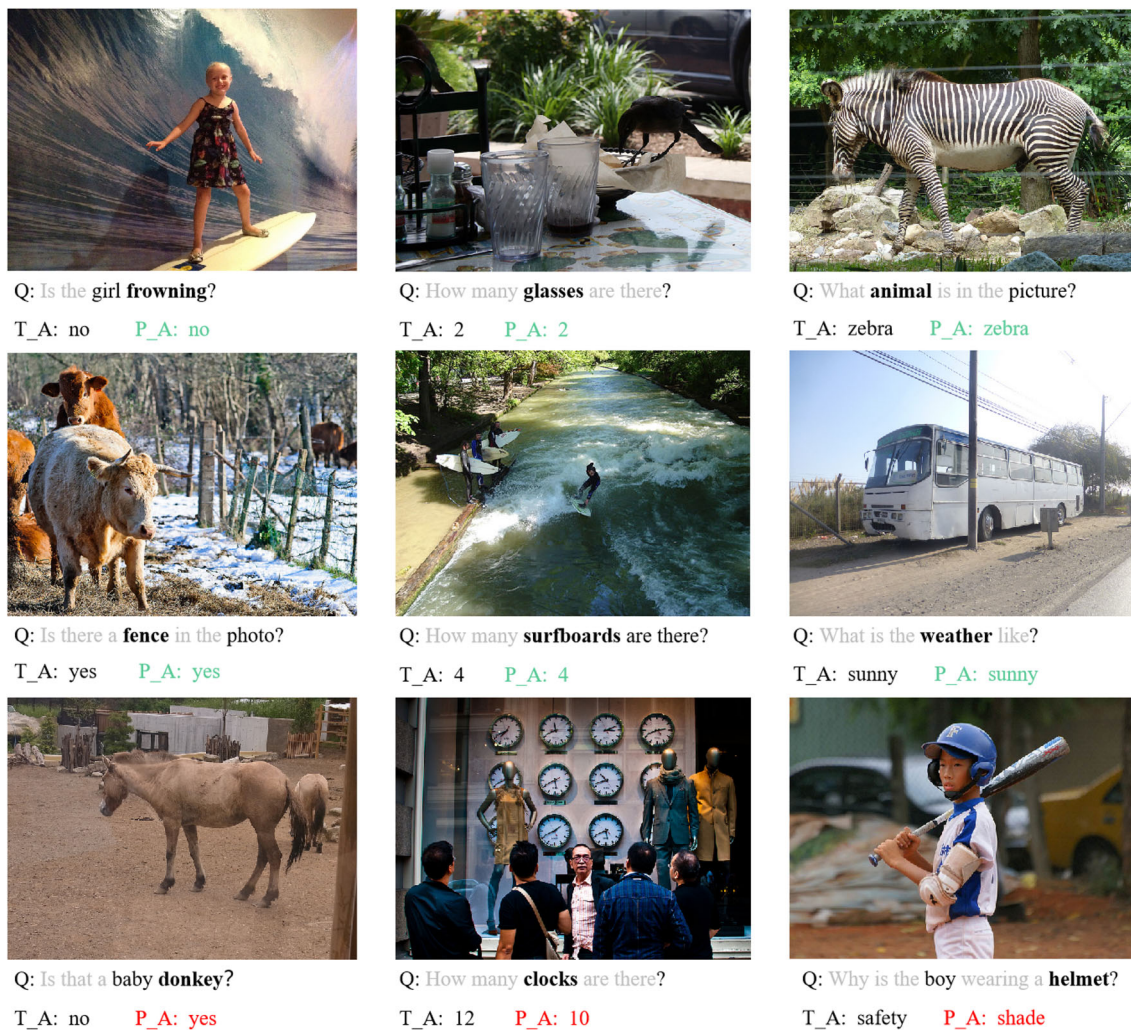 Q: Is the girl frowning?
T_A: no P_A: no
Q: How many glasses are there?
T_A: 2 P_A: 2
Q: What animal is in the picture?
T_A: zebra P_A: zebra
Q: Is there a fence in the photo?
T_A: yes P_A: yes
Q: How many surfboards are there?
T_A: 4 P_A: 4
Q: What is the weather like?
T_A: sunny P_A: sunny
Q: Is that a baby donkey?
T_A: no P_A: yes
Q: How many clocks are there?
T_A: 12 P_A: 10
F
Q: Why is the boy wearing a helmet?
T_A: safety P_A: shade